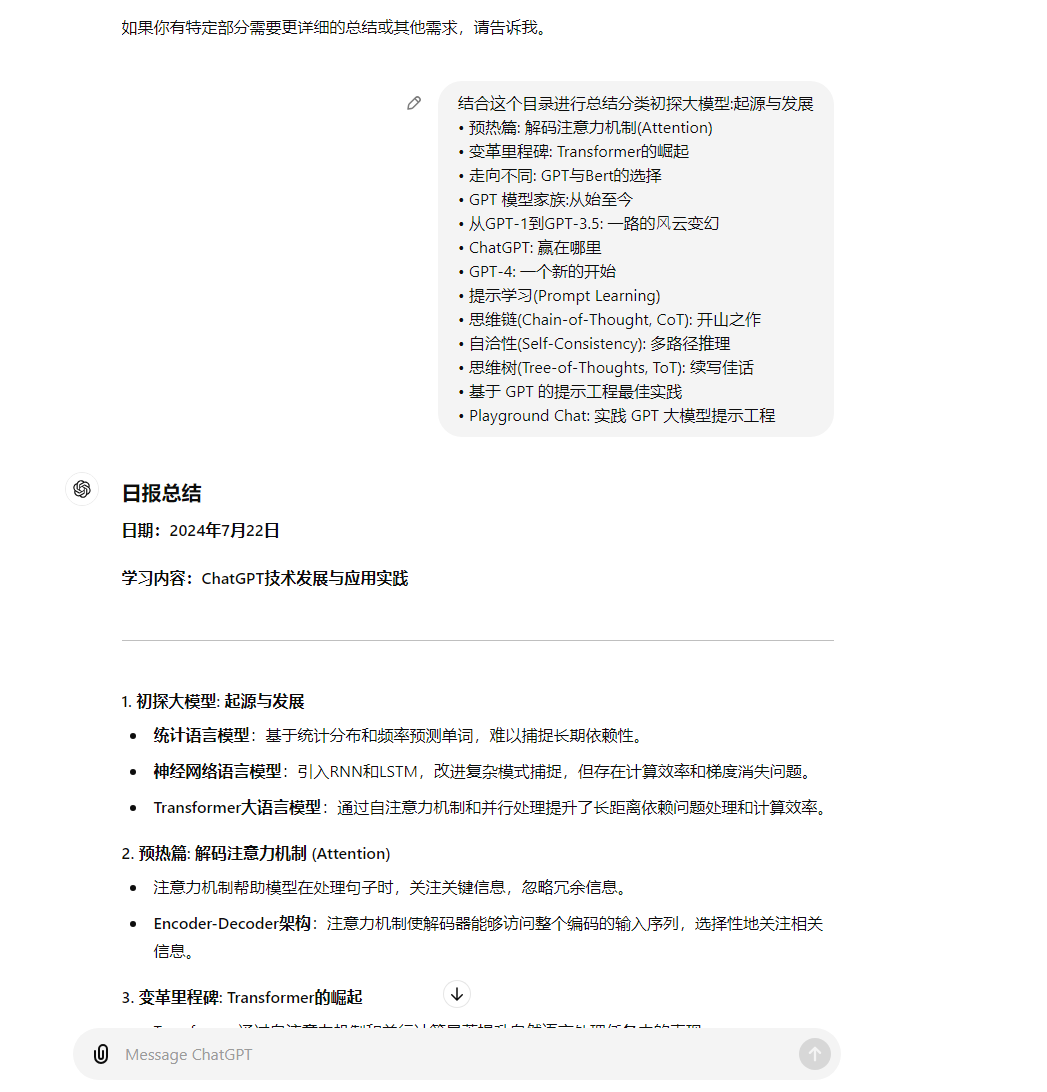 如果你有特定部分需要更详细的总结或其他需求，请告诉我。
结合这个目录进行总结分类初探大模型:起源与发展
• 预热篇: 解码注意力机制(Attention)
• 变革里程碑: Transformer的崛起
• 走向不同: GPT与Bert的选择
• GPT 模型家族:从始至今
• 从GPT-1到GPT-3.5: 一路的风云变幻
• ChatGPT: 赢在哪里
• GPT-4: 一个新的开始
• 提示学习(Prompt Learning)
• 思维链(Chain-of-Thought, CoT): 开山之作
• 自洽性(Self-Consistency): 多路径推理
• 思维树(Tree-of-Thoughts, ToT): 续写佳话
• 基于 GPT 的提示工程最佳实践
• Playground Chat: 实践 GPT 大模型提示工程
日报总结
日期：2024年7月22日
学习内容：ChatGPT技术发展与应用实践
1. 初探大模型: 起源与发展
• 统计语言模型：基于统计分布和频率预测单词，难以捕捉长期依赖性。
• 神经网络语言模型：引入RNN和LSTM，改进复杂模式捕捉，但存在计算效率和梯度消失问题。
• Transformer大语言模型：通过自注意力机制和并行处理提升了长距离依赖问题处理和计算效率。
2. 预热篇: 解码注意力机制 (Attention)
• 注意力机制帮助模型在处理句子时，关注关键信息，忽略冗余信息。
• Encoder-Decoder架构：注意力机制使解码器能够访问整个编码的输入序列，选择性地关注相关
信息。
3. 变革里程碑: Transformer的崛起
Message ChatGPT